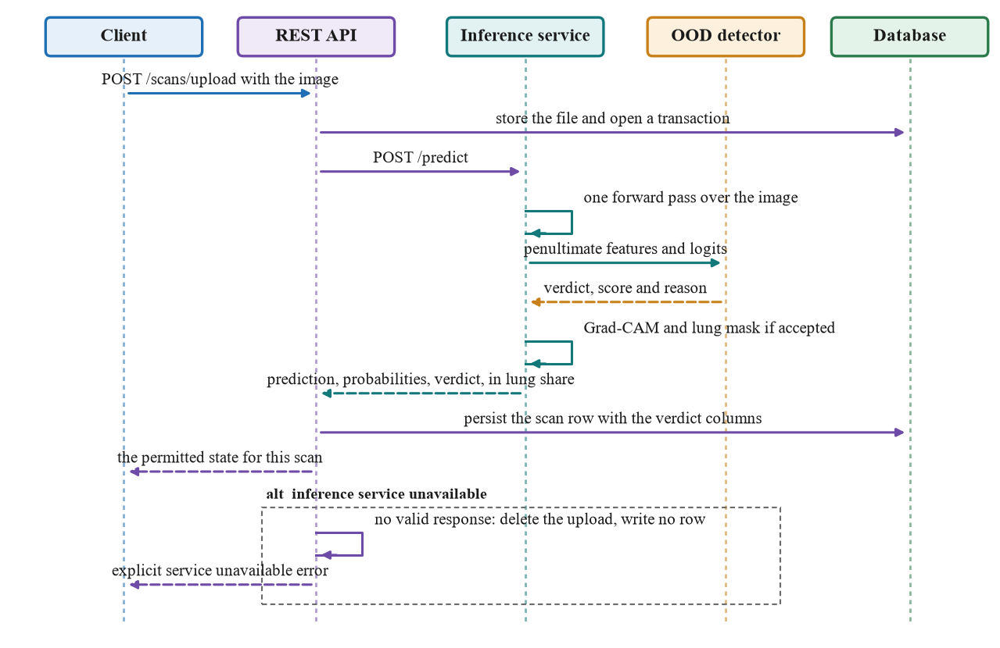 Client
REST API
Inference service
OOD detector
Database
POST /scans/upload with the image
store the file and open a transaction
POST /predict
one forward pass over the image
penultimate features and logits
verdict, score and reason
Grad-CAM and lung mask if accepted
prediction, probabilities, verdict, in lung share
persist the scan row with the verdict columns
the permitted state for this scan
alt inference service unavailable
no valid response: delete the upload, write no row
explicit service unavailable error